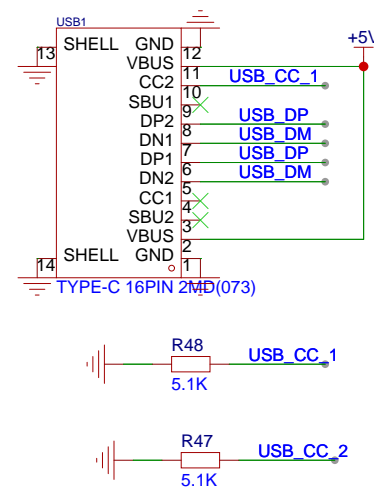 USB1
+5V
13 SHELL GND 12
VBUS 11
CC2 10 USB_CC_1
SBU1 9
DP2 8 USB_DP
DN1 7 USB_DM
DP1 6 USB_DP
DN2 5 USB_DM
CC1 4
SBU2 3
VBUS 2
14 SHELL GND 1
TYPE-C 16PIN 2MD(073)
R48 USB_CC_1
5.1K
R47 USB_CC_2
5.1K